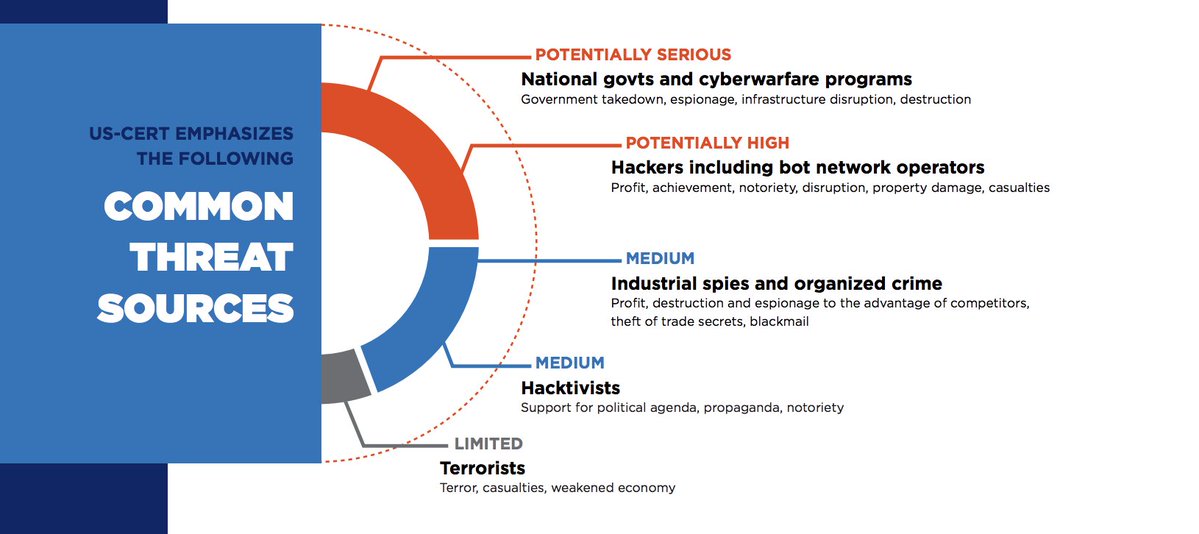 US-CERT EMPHASIZES
THE FOLLOWING
COMMON
THREAT
SOURCES
POTENTIALLY SERIOUS
National govts and cyberwarfare programs
Government takedown, espionage, infrastructure disruption, destruction
POTENTIALLY HIGH
Hackers including bot network operators
Profit, achievement, notoriety, disruption, property damage, casualties
MEDIUM
Industrial spies and organized crime
Profit, destruction and espionage to the advantage of competitors,
theft of trade secrets, blackmail
MEDIUM
Hacktivists
Support for political agenda, propaganda, notoriety
LIMITED
Terrorists
Terror, casualties, weakened economy